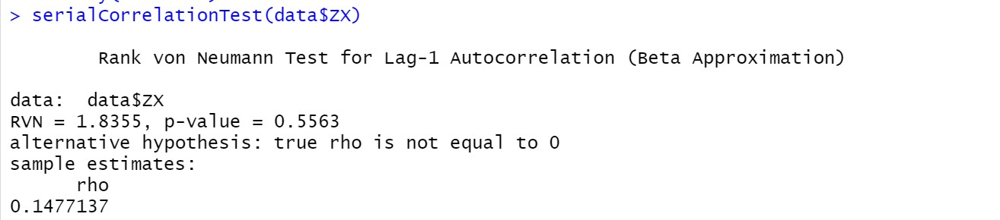 > serialCorrelationTest(data$ZX)
Rank von Neumann Test for Lag-1 Autocorrelation (Beta Approximation)
data:  data$ZX
RVN = 1.8355, p-value = 0.5563
alternative hypothesis: true rho is not equal to 0
sample estimates:
rho
0.1477137